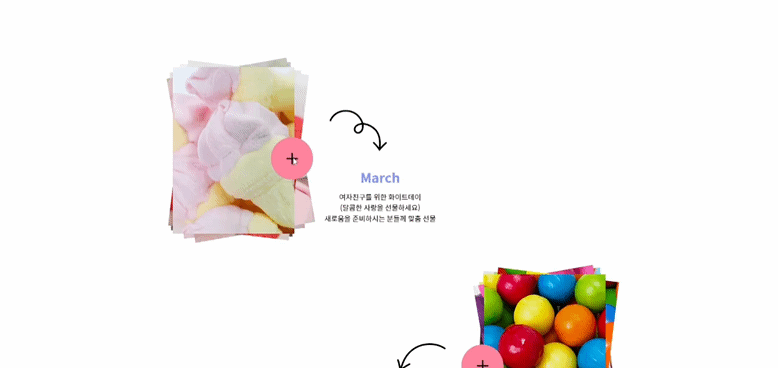 March
여자친구를 위한 화이트데이
(달콤한 사랑을 선물하세요)
새로움을 준비하시는 분들께 맞춤 선물